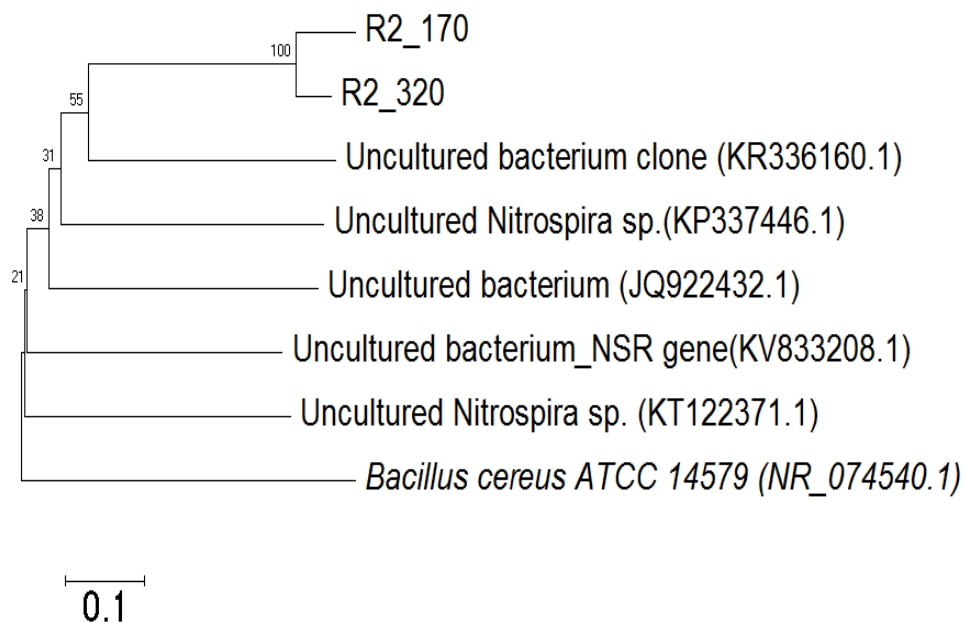 R2_170
100
R2_320
55
Uncultured bacterium clone (KR336160.1)
31
Uncultured Nitrospira sp.(KP337446.1)
38
Uncultured bacterium (JQ922432.1)
21
Uncultured bacterium_NSR gene(KV833208.1)
Uncultured Nitrospira sp. (KT122371.1)
Bacillus cereus ATCC 14579 (NR_074540.1)
0.1